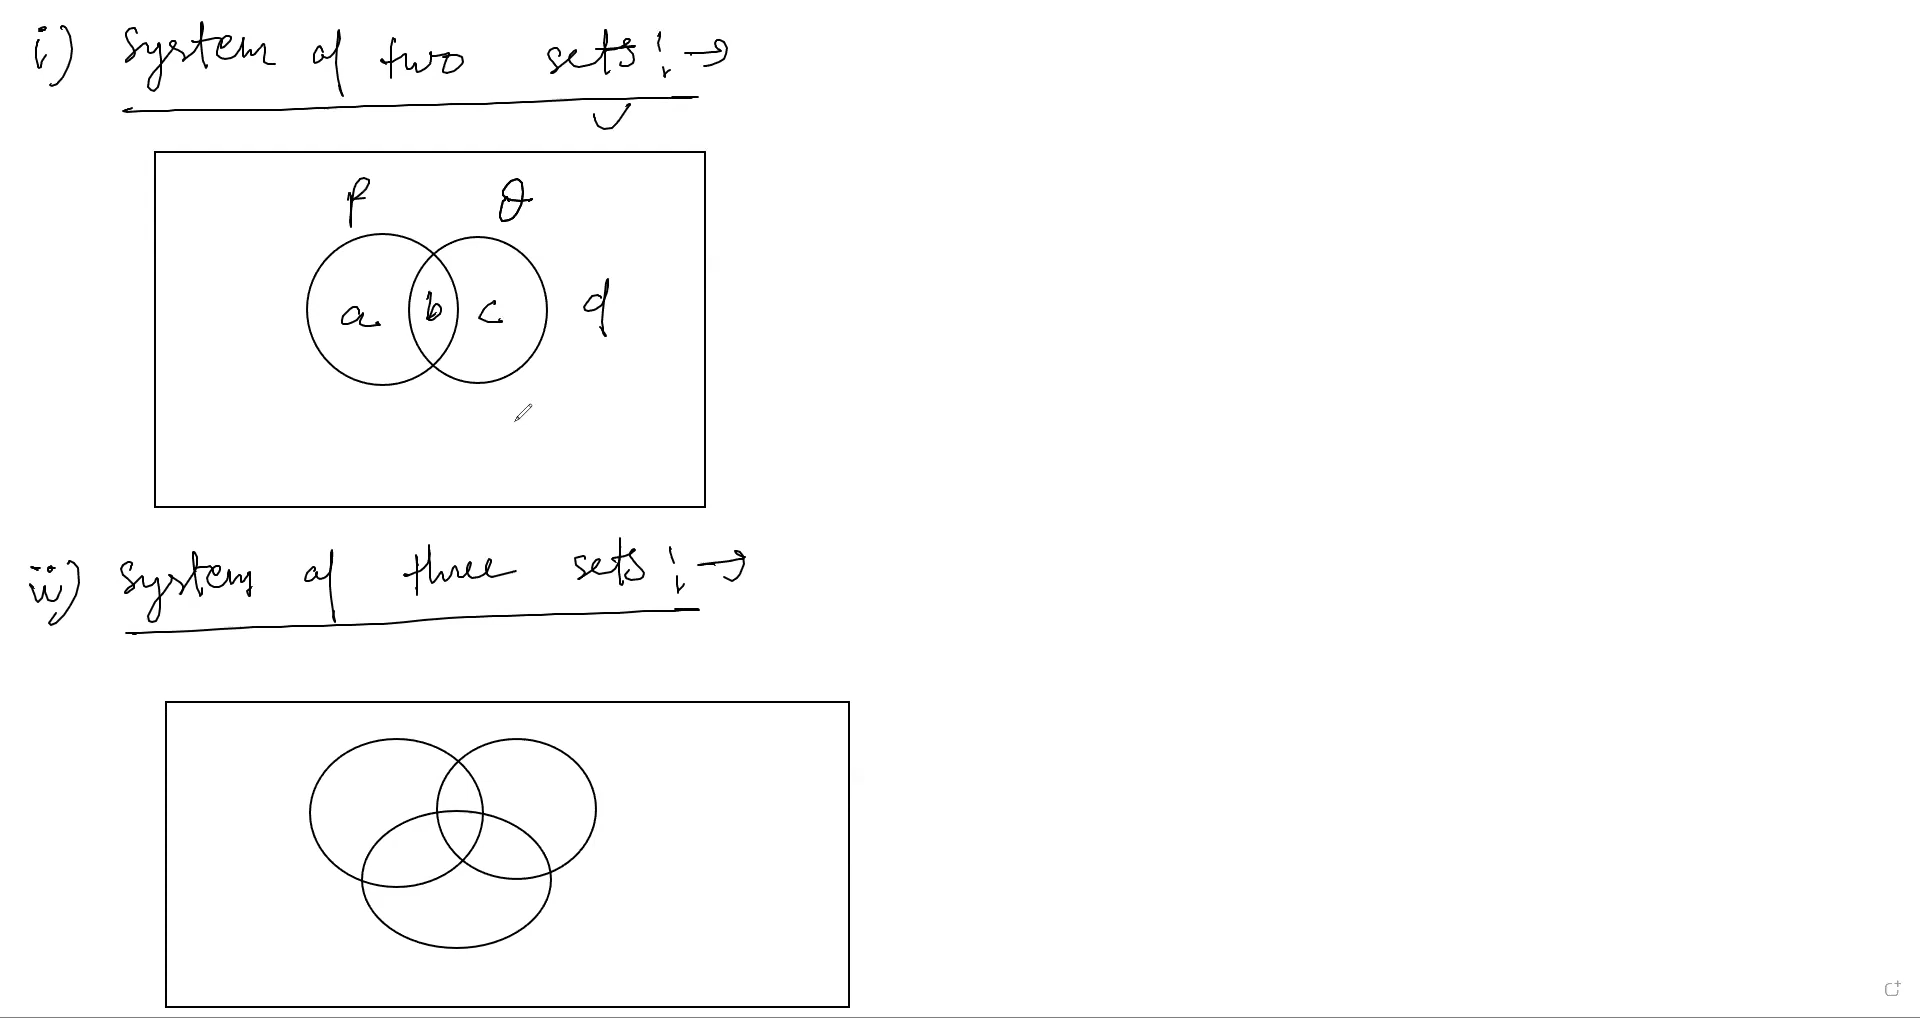 i) system of two sets :→
P Q
a b c d
ii) system of three sets :→